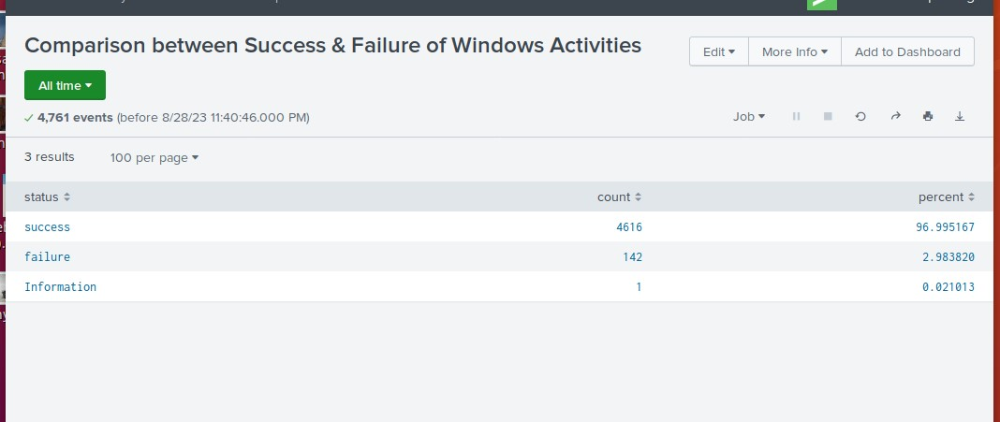 Comparison between Success & Failure of Windows Activities
Edit More Info Add to Dashboard
All time
4,761 events (before 8/28/23 11:40:46.000 PM)
Job
3 results 100 per page
status count percent
success 4616 96.995167
failure 142 2.983820
Information 1 0.021013